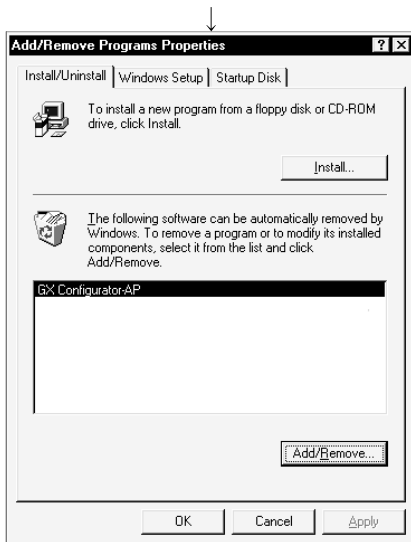 Add/Remove Programs Properties
Install/Uninstall Windows Setup Startup Disk
To install a new program from a floppy disk or CD-ROM
drive, click Install.
Install...
The following software can be automatically removed by
Windows. To remove a program or to modify its installed
components, select it from the list and click
Add/Remove.
GX Configurator-AP
Add/Remove...
OK Cancel Apply